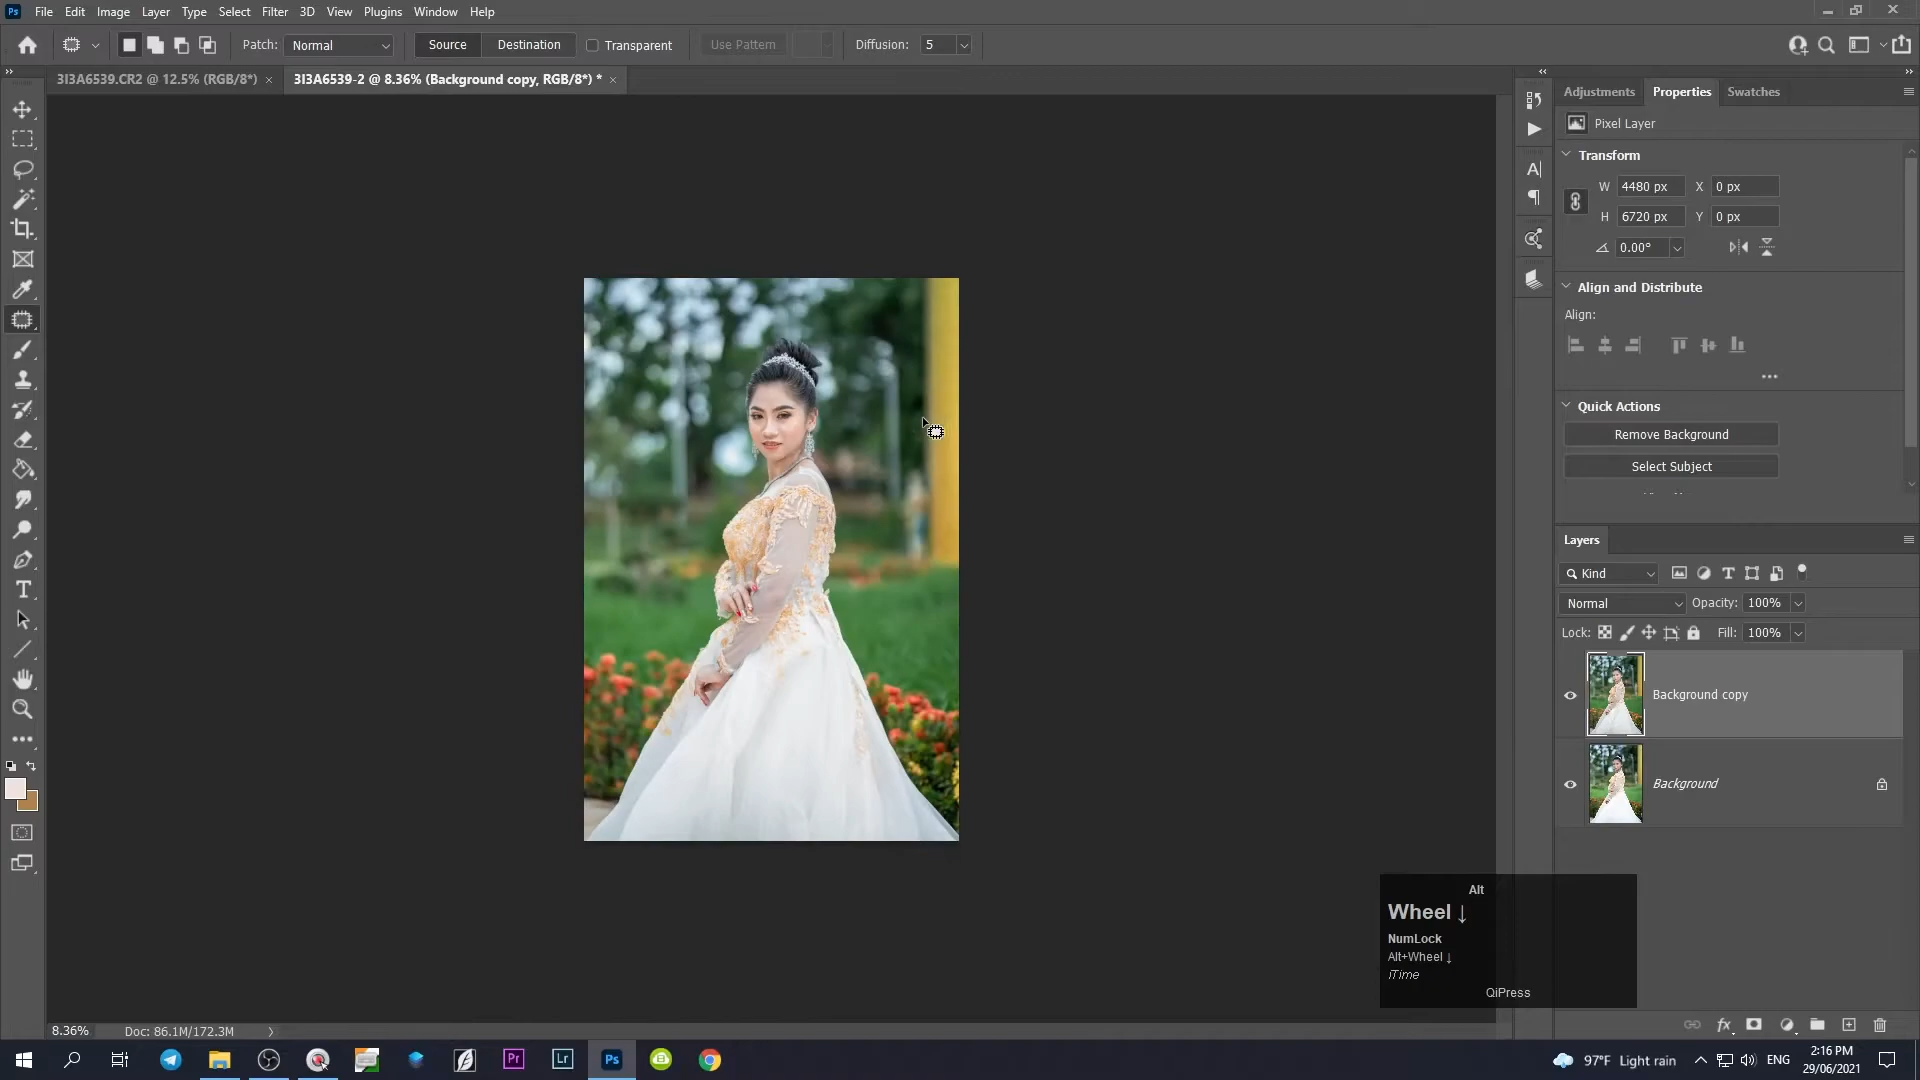 Ps File Edit Image Layer Type Select Filter 3D View Plugins Window Help
Patch: Normal Source Destination Transparent Use Pattern Diffusion: 5
3I3A6539.CR2 @ 12.5% (RGB/8*) × 3I3A6539-2 @ 8.36% (Background copy, RGB/8*) * ×
Adjustments Properties Swatches
Pixel Layer
Transform
W 4480 px X 0 px
H 6720 px Y 0 px
0.00°
Align and Distribute
Align:
Quick Actions
Remove Background
Select Subject
Layers
Kind
Normal Opacity: 100%
Lock: Fill: 100%
Background copy
Background
Alt
Wheel ↓
NumLock
Alt+Wheel ↓
iTime
QiPress
8.36% Doc: 86.1M/172.3M
Pr Lr Ps 97°F Light rain ENG 2:16 PM
29/06/2021